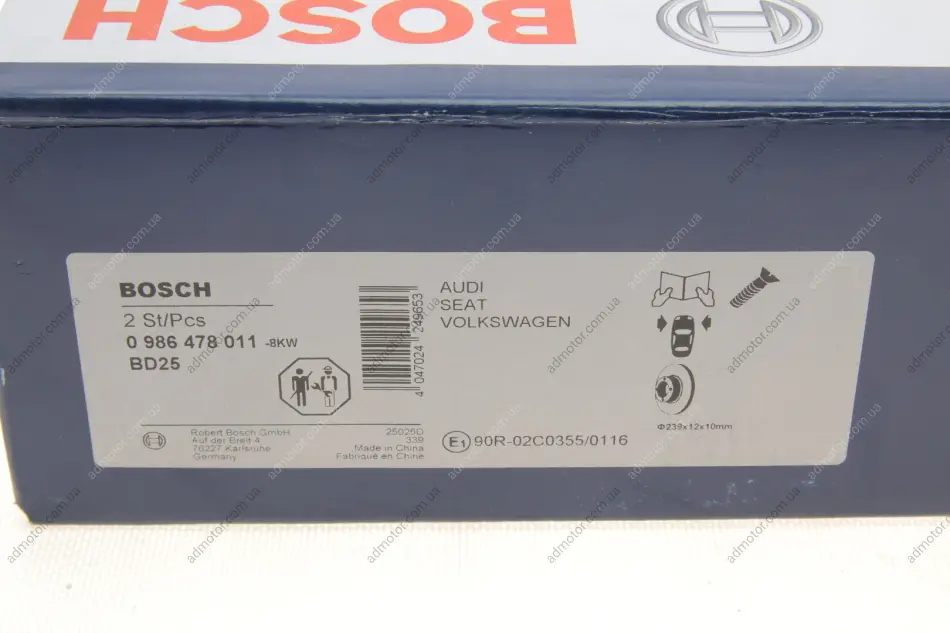 BOSCH
BOSCH
2 St/Pcs
0 986 478 011 -8KW
BD25
4 047024 249653
AUDI
SEAT
VOLKSWAGEN
Φ239x12x10mm
Robert Bosch GmbH
Auf der Breit 4
76227 Karlsruhe
Germany
25025D
339
Made in China
Fabriqué en Chine
E1 90R-02C0355/0116
admotor.com.ua